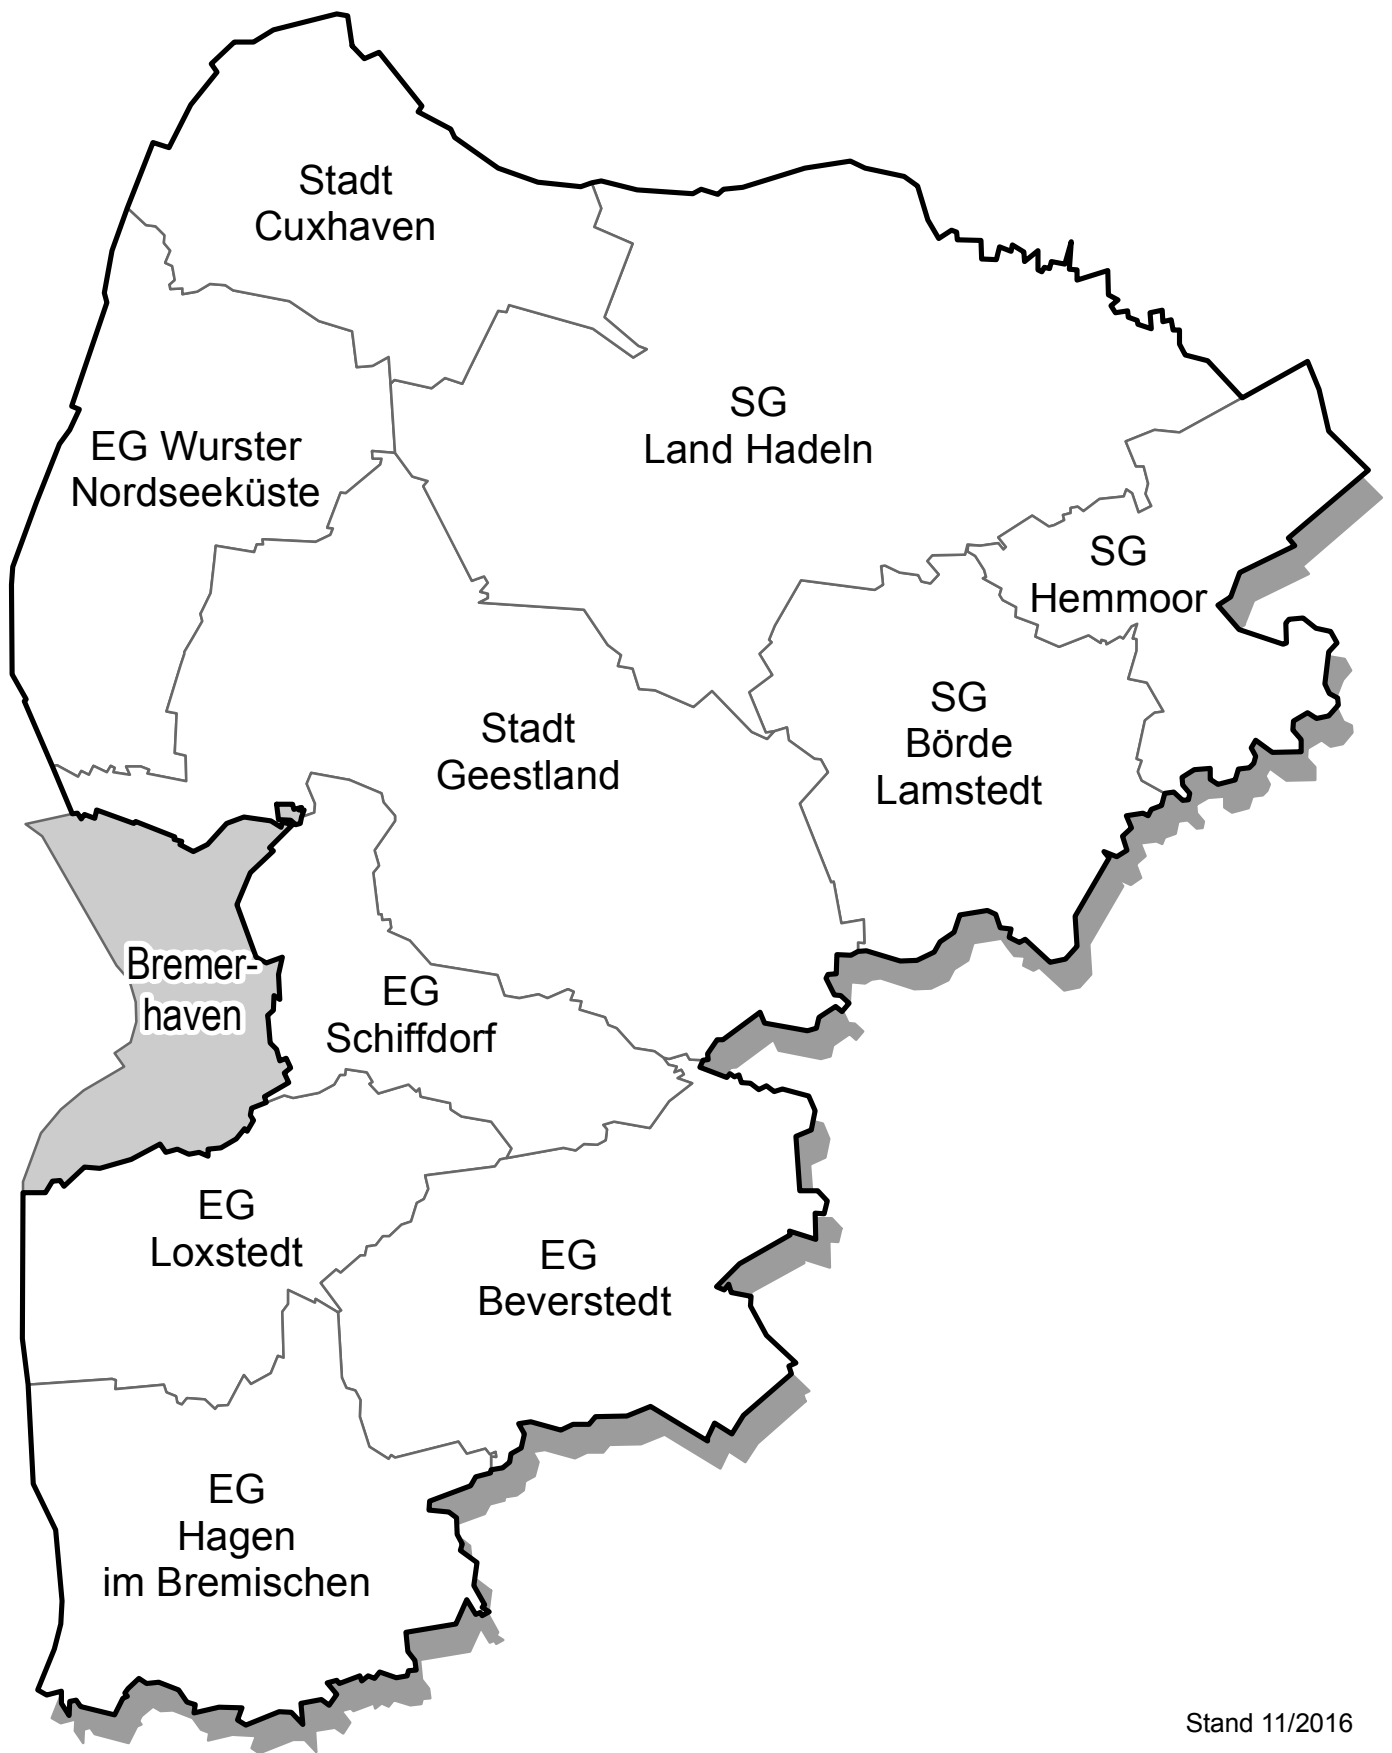 Stadt
Cuxhaven
SG
Land Hadeln
EG Wurster
Nordseeküste
SG
Hemmoor
SG
Börde
Lamstedt
Stadt
Geestland
Bremer-
haven
EG
Schiffdorf
EG
Loxstedt
EG
Beverstedt
EG
Hagen
im Bremischen
Stand 11/2016